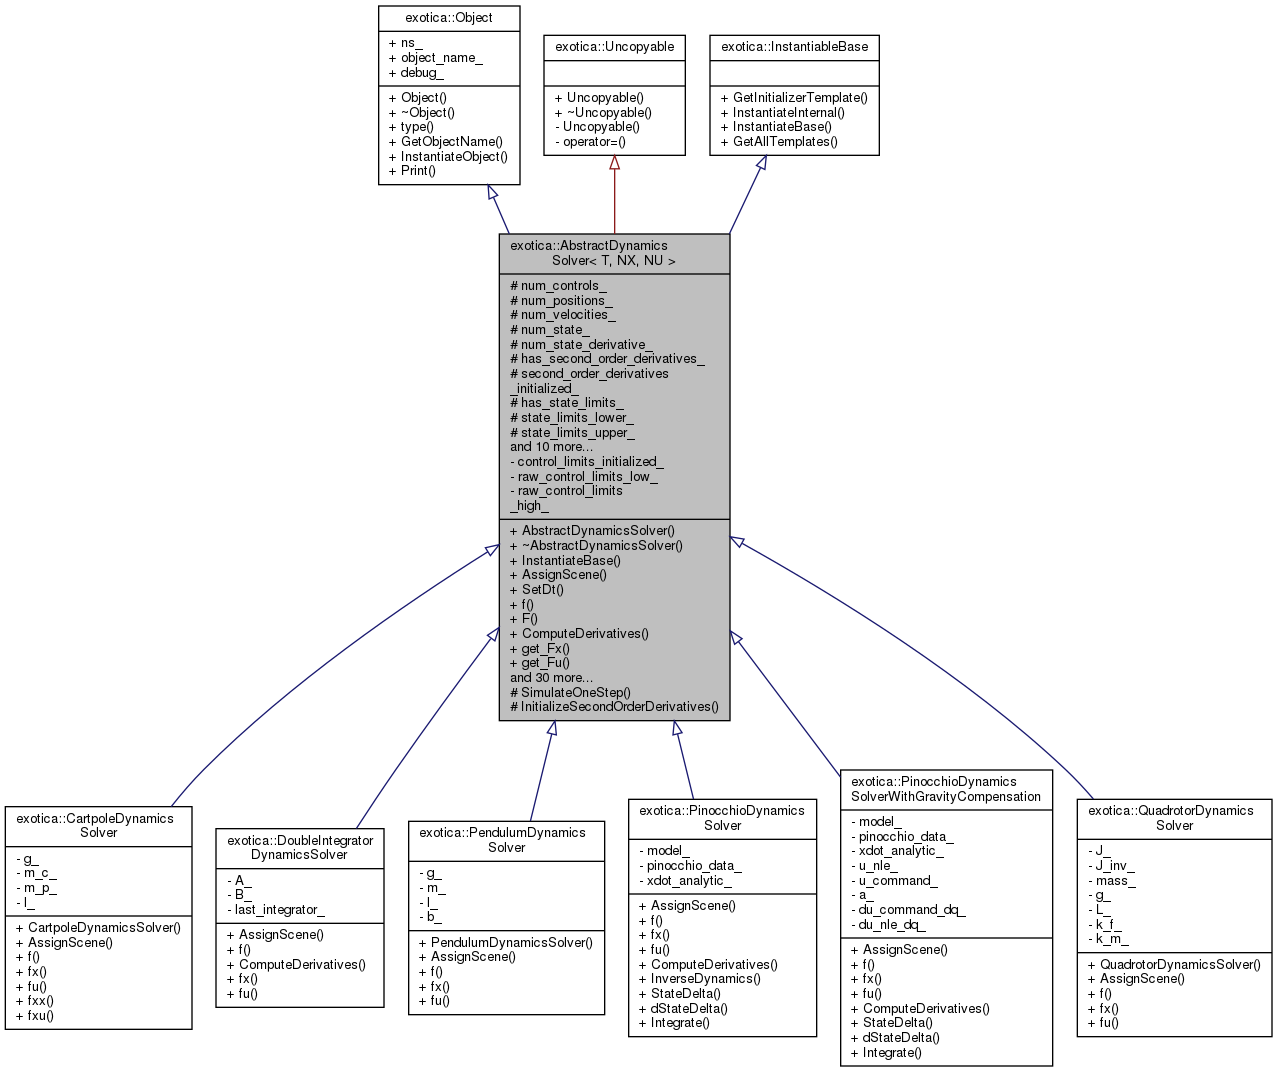 exotica::Object
+ ns_
+ object_name_
+ debug_
+ Object()
+ ~Object()
+ type()
+ GetObjectName()
+ InstantiateObject()
+ Print()
exotica::Uncopyable
+ Uncopyable()
+ ~Uncopyable()
- Uncopyable()
- operator=()
exotica::InstantiableBase
+ GetInitializerTemplate()
+ InstantiateInternal()
+ InstantiateBase()
+ GetAllTemplates()
exotica::AbstractDynamics
Solver< T, NX, NU >
# num_controls_
# num_positions_
# num_velocities_
# num_state_
# num_state_derivative_
# has_second_order_derivatives_
# second_order_derivatives
_initialized_
# has_state_limits_
# state_limits_lower_
# state_limits_upper_
and 10 more...
- control_limits_initialized_
- raw_control_limits_low_
- raw_control_limits
_high_
+ AbstractDynamicsSolver()
+ ~AbstractDynamicsSolver()
+ InstantiateBase()
+ AssignScene()
+ SetDt()
+ f()
+ F()
+ ComputeDerivatives()
+ get_Fx()
+ get_Fu()
and 30 more...
# SimulateOneStep()
# InitializeSecondOrderDerivatives()
exotica::CartpoleDynamics
Solver
- g_
- m_c_
- m_p_
- l_
+ CartpoleDynamicsSolver()
+ AssignScene()
+ f()
+ fx()
+ fu()
+ fxx()
+ fxu()
exotica::DoubleIntegrator
DynamicsSolver
- A_
- B_
- last_integrator_
+ AssignScene()
+ f()
+ ComputeDerivatives()
+ fx()
+ fu()
exotica::PendulumDynamics
Solver
- g_
- m_
- l_
- b_
+ PendulumDynamicsSolver()
+ AssignScene()
+ f()
+ fx()
+ fu()
exotica::PinocchioDynamics
Solver
- model_
- pinocchio_data_
- xdot_analytic_
+ AssignScene()
+ f()
+ fx()
+ fu()
+ ComputeDerivatives()
+ InverseDynamics()
+ StateDelta()
+ dStateDelta()
+ Integrate()
exotica::PinocchioDynamics
SolverWithGravityCompensation
- model_
- pinocchio_data_
- xdot_analytic_
- u_nle_
- u_command_
- a_
- du_command_dq_
- du_nle_dq_
+ AssignScene()
+ f()
+ fx()
+ fu()
+ ComputeDerivatives()
+ StateDelta()
+ dStateDelta()
+ Integrate()
exotica::QuadrotorDynamics
Solver
- J_
- J_inv_
- mass_
- g_
- L_
- k_f_
- k_m_
+ QuadrotorDynamicsSolver()
+ AssignScene()
+ f()
+ fx()
+ fu()